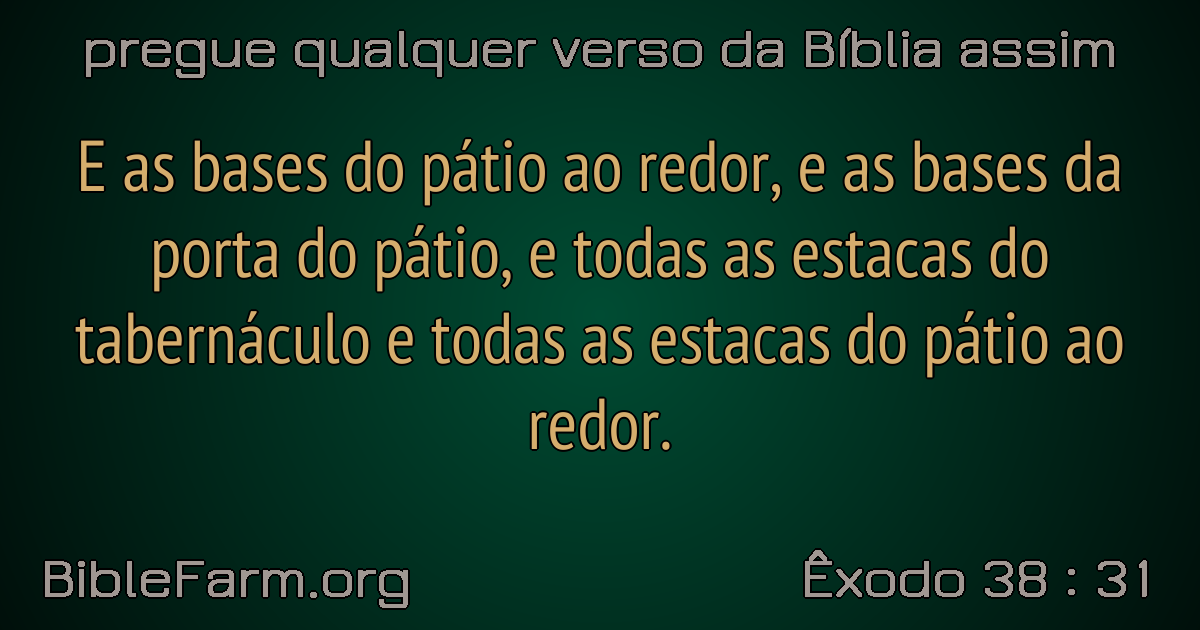 pregue qualquer verso da Bíblia assim
E as bases do pátio ao redor, e as bases da
porta do pátio, e todas as estacas do
tabernáculo e todas as estacas do pátio ao
redor.
BibleFarm.org
Êxodo 38 : 31